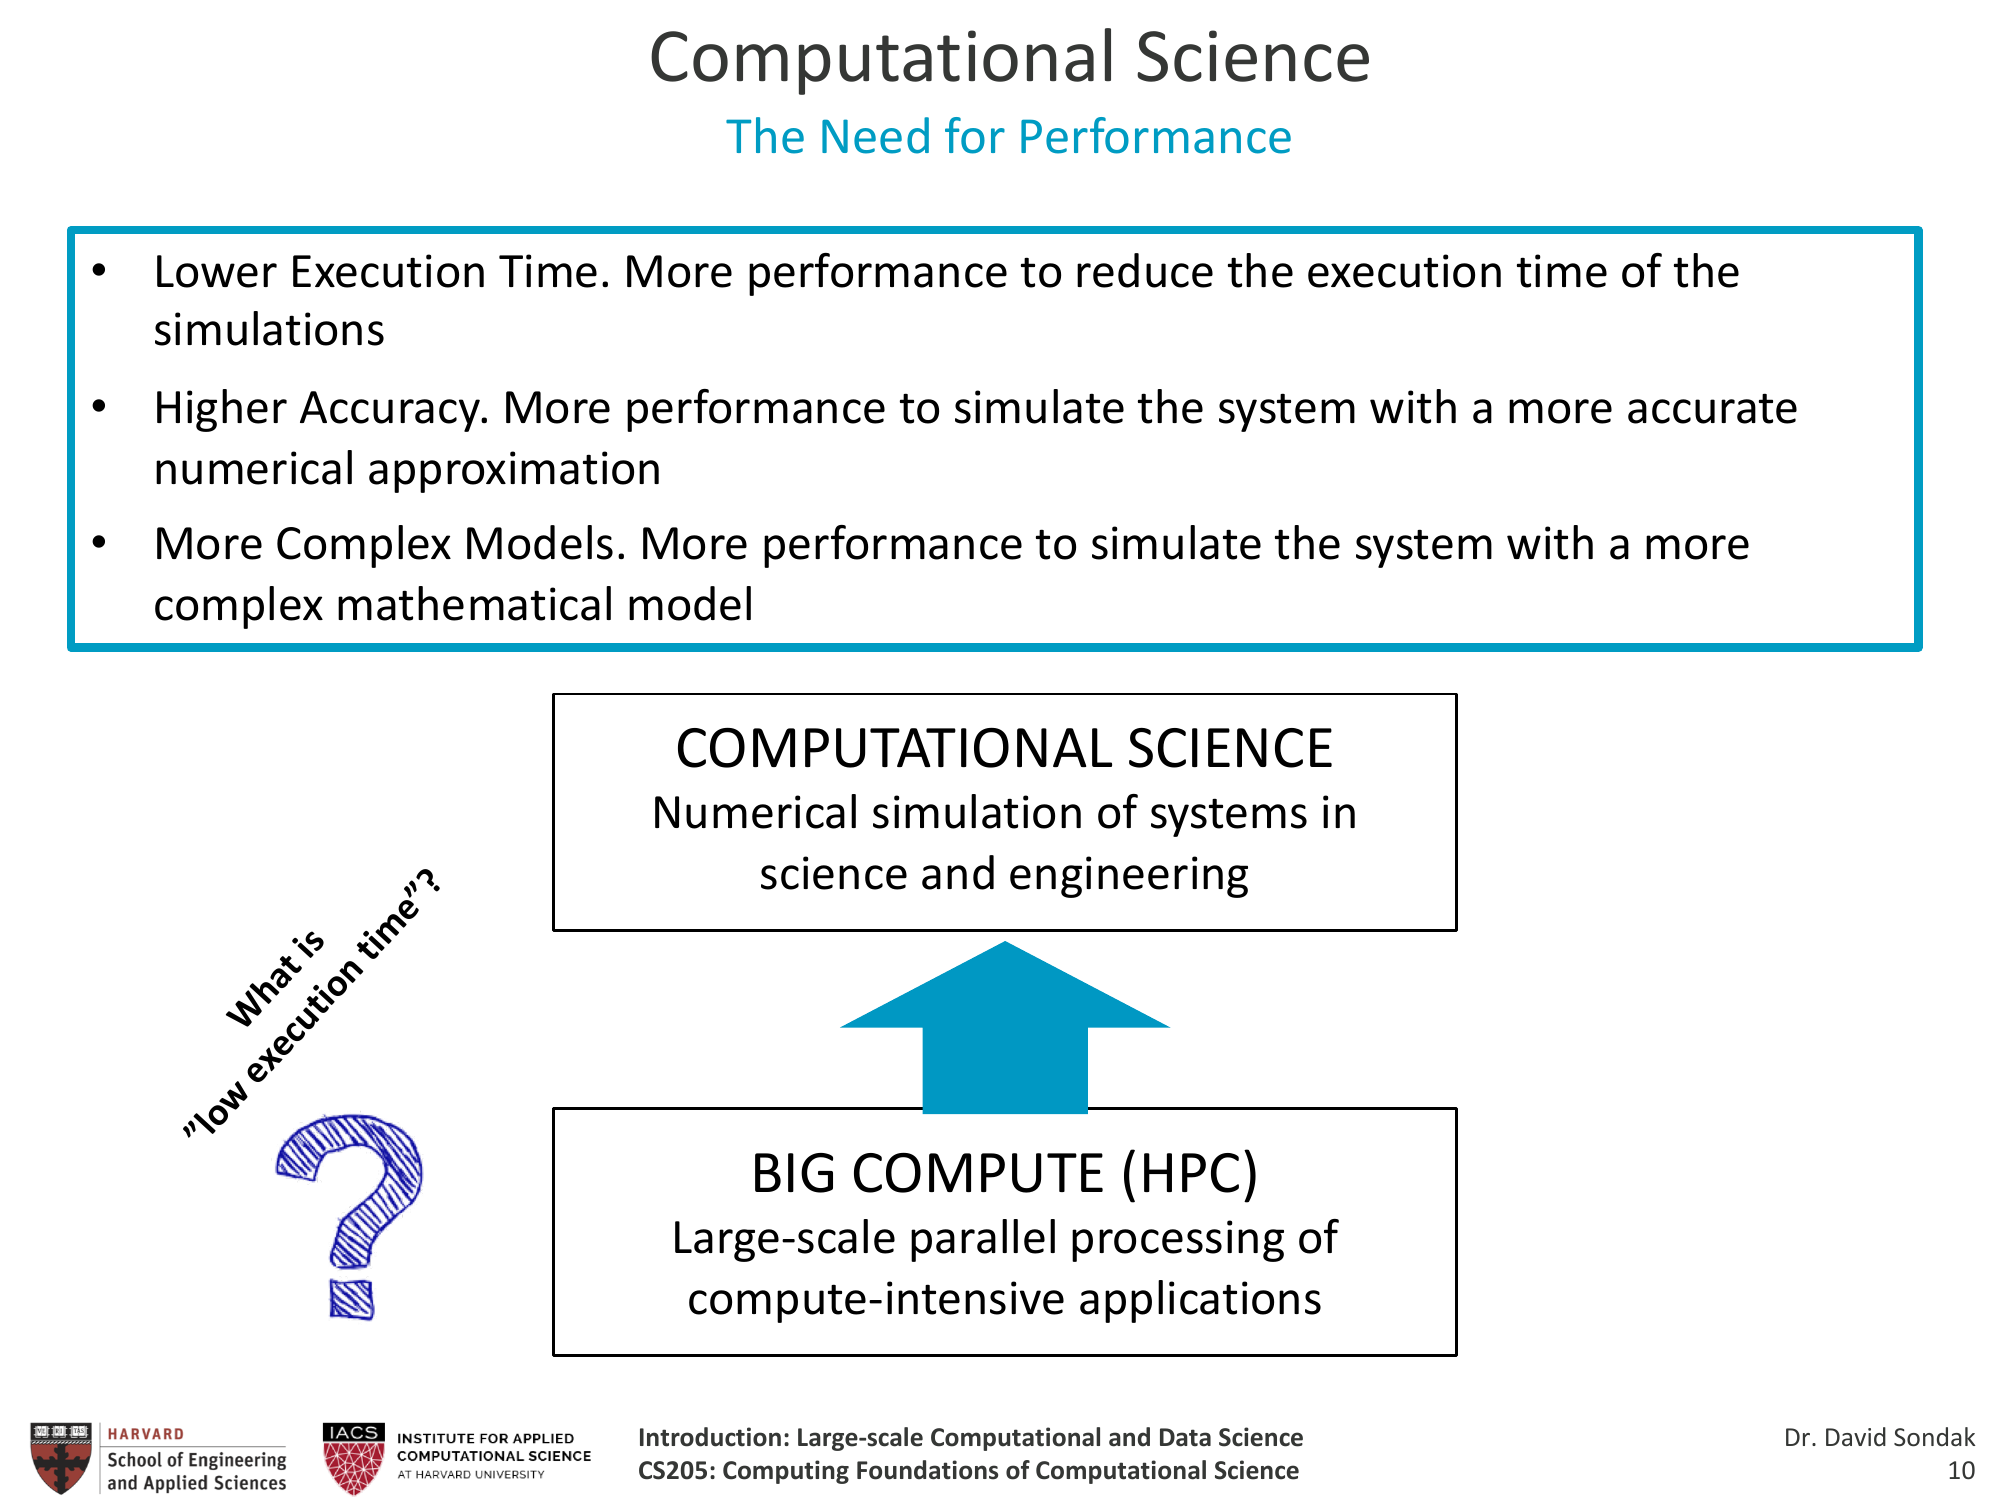 Computational Science
The Need for Performance
• Lower Execution Time. More performance to reduce the execution time of the
simulations
• Higher Accuracy. More performance to simulate the system with a more accurate
numerical approximation
• More Complex Models. More performance to simulate the system with a more
complex mathematical model
COMPUTATIONAL SCIENCE
Numerical simulation of systems in
science and engineering
What is
”low execution time”?
?
BIG COMPUTE (HPC)
Large-scale parallel processing of
compute-intensive applications
HARVARD
School of Engineering
and Applied Sciences
IACS
INSTITUTE FOR APPLIED
COMPUTATIONAL SCIENCE
AT HARVARD UNIVERSITY
Introduction: Large-scale Computational and Data Science
CS205: Computing Foundations of Computational Science
Dr. David Sondak
10